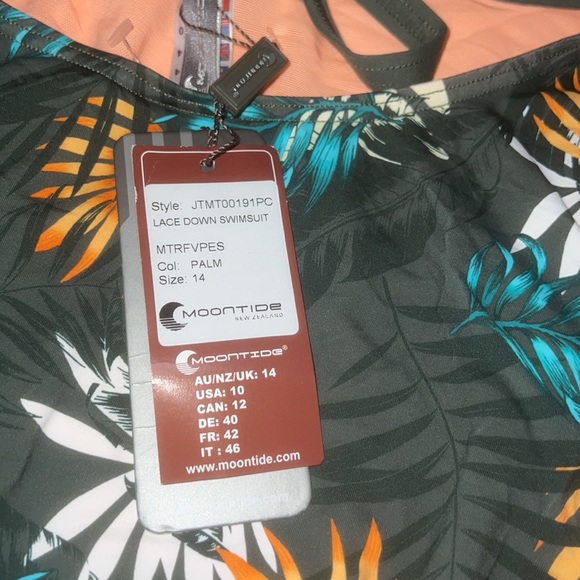 Style: JTMT00191PC
LACE DOWN SWIMSUIT
MTRFVPES
Col: PALM
Size: 14
MOONTIDE
NEW ZEALAND
MOONTIDE®
AU/NZ/UK: 14
USA: 10
CAN: 12
DE: 40
FR: 42
IT : 46
www.moontide.com